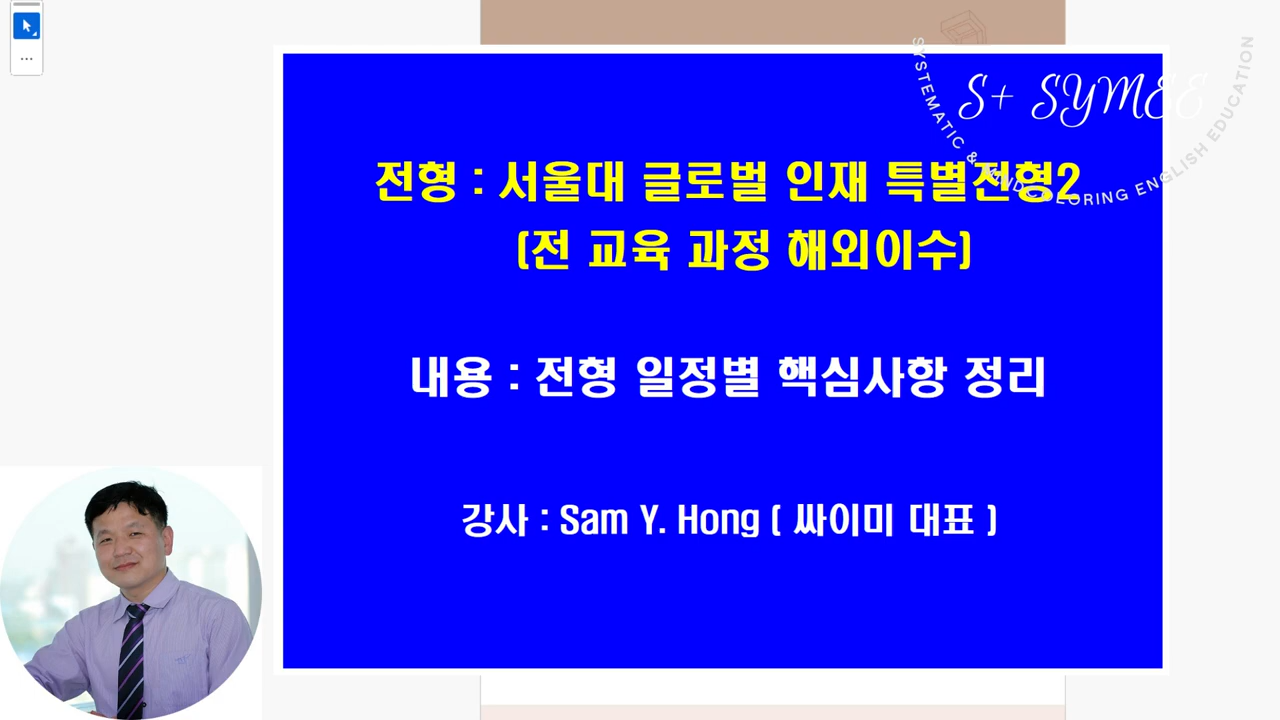 S+ SYMEE
SYSTEMATIC & MINDCOLORING ENGLISH EDUCATION
전형 : 서울대 글로벌 인재 특별전형2
(전 교육 과정 해외이수)
내용 : 전형 일정별 핵심사항 정리
강사 : Sam Y. Hong ( 싸이미 대표 )